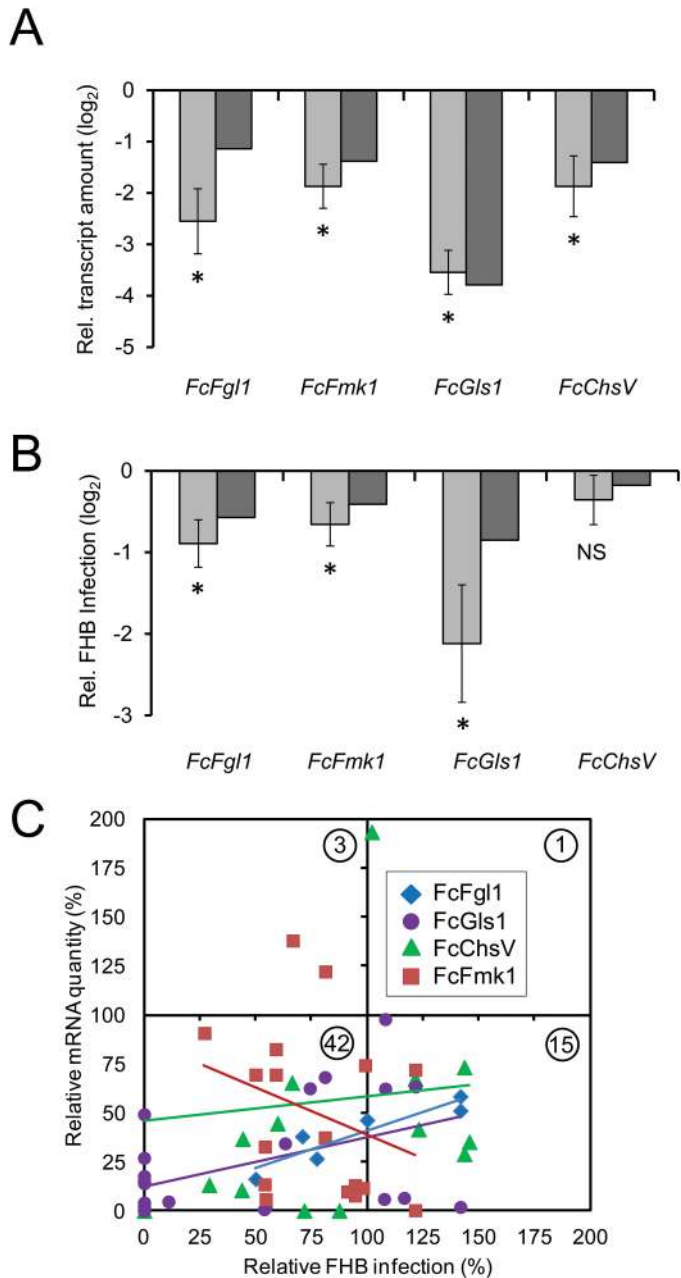 A
Rel. transcript amount (log2)
0
-1
-2
-3
-4
-5
*
*
*
*
FcFgl1
FcFmk1
FcGls1
FcChsV
B
Rel. FHB Infection (log2)
0
-1
-2
-3
*
*
*
NS
FcFgl1
FcFmk1
FcGls1
FcChsV
C
Relative mRNA quantity (%)
200
175
150
125
100
75
50
25
0
3
1
42
15
FcFgl1
FcGls1
FcChsV
FcFmk1
0 25 50 75 100 125 150 200
Relative FHB infection (%)